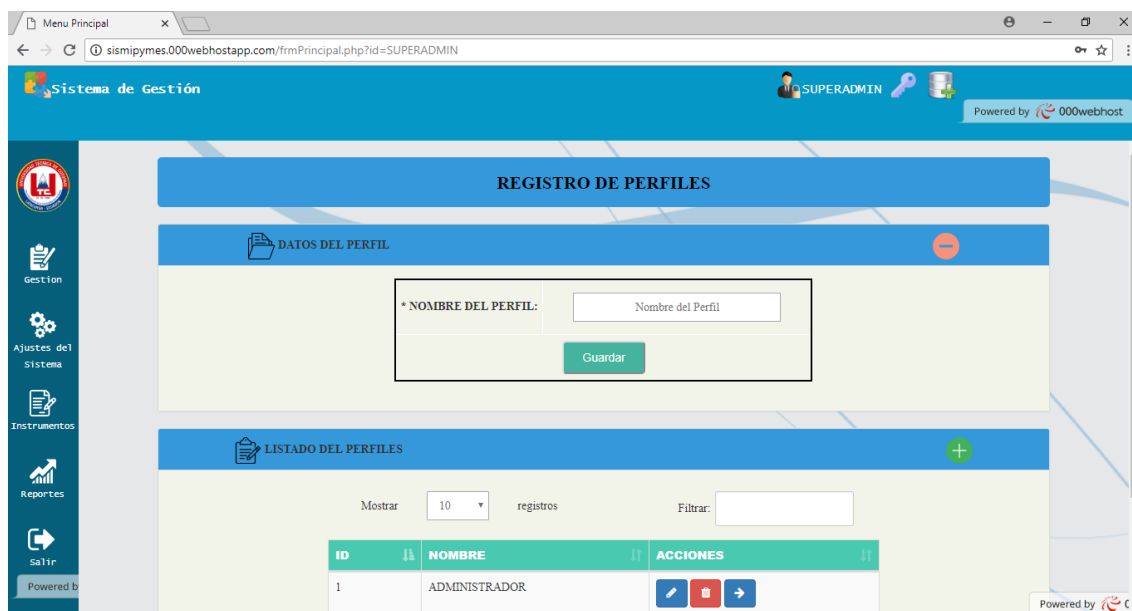 Menu Principal
sismipymes.000webhostapp.com/frmPrincipal.php?id=SUPERADMIN
Sistema de Gestión
SUPERADMIN
Powered by 000webhost
REGISTRO DE PERFILES
DATOS DEL PERFIL
Gestion
* NOMBRE DEL PERFIL:
Nombre del Perfil
Guardar
Ajustes del
Sistema
Instrumentos
LISTADO DEL PERFILES
Reportes
Mostrar 10 registros
Filtrar:
Salir
ID NOMBRE ACCIONES
1 ADMINISTRADOR
Powered b
Powered by